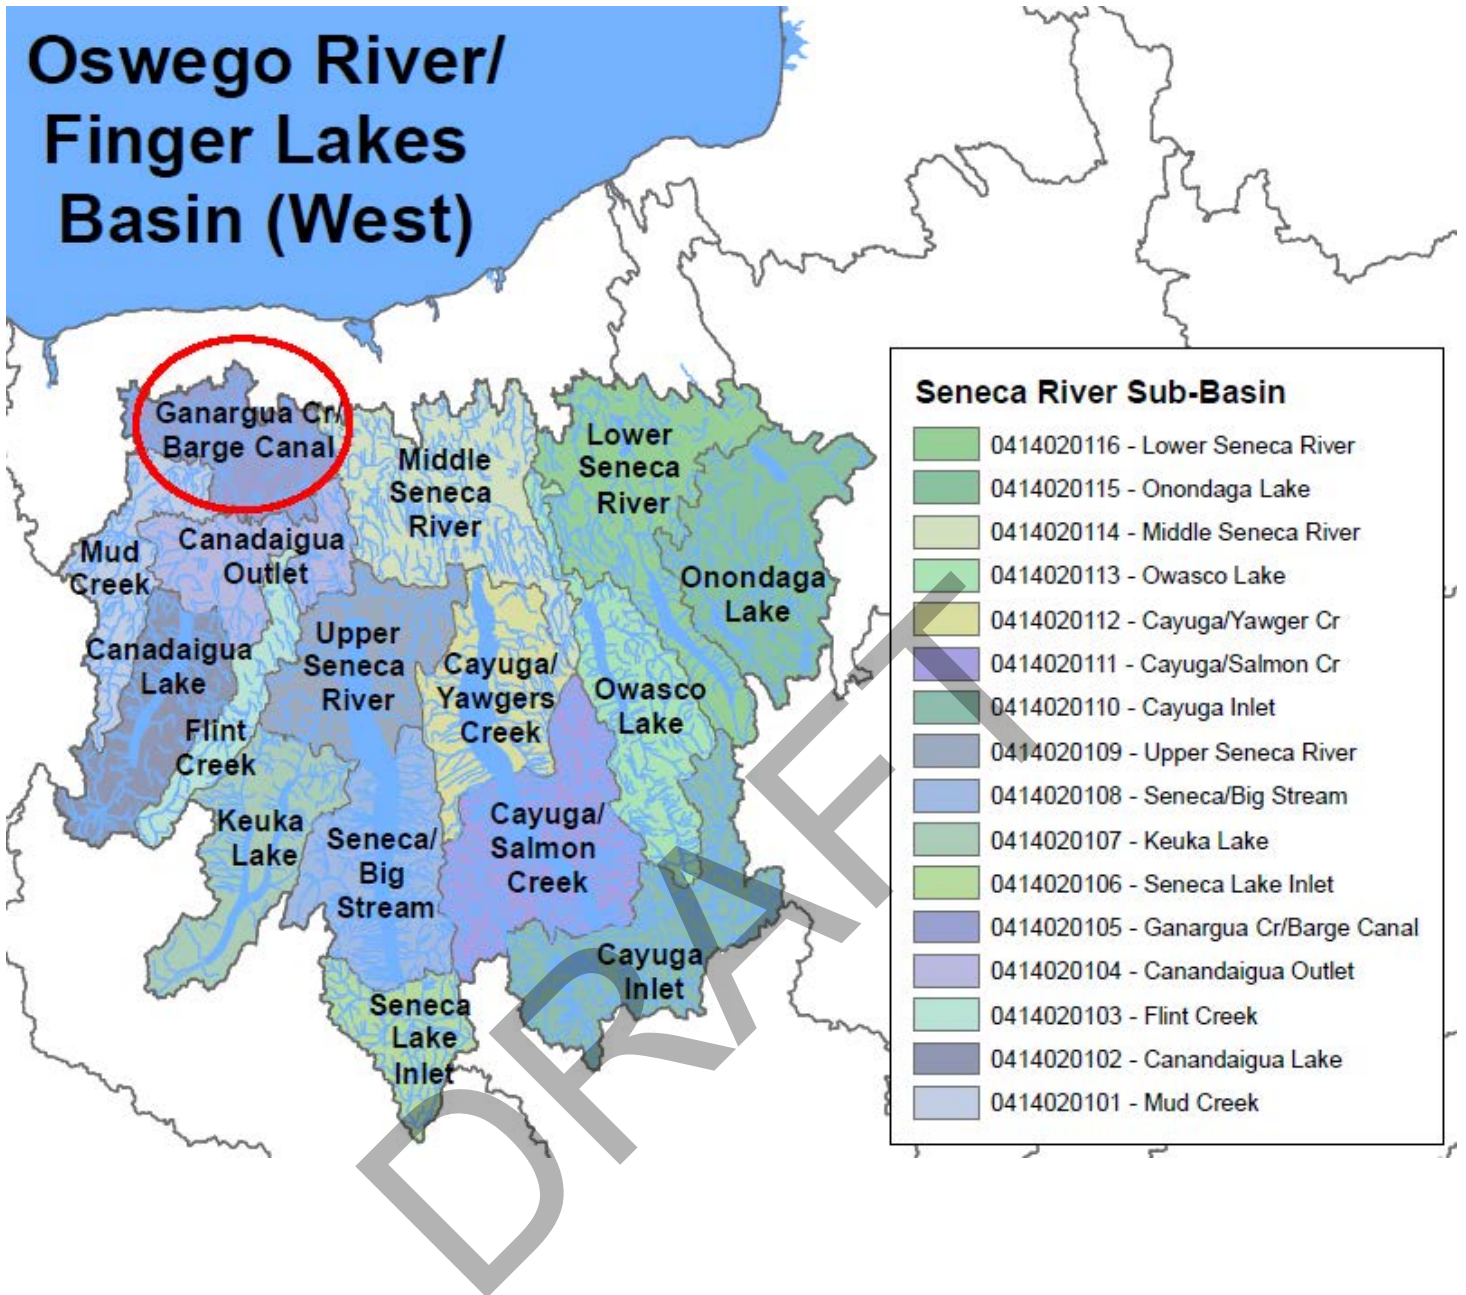 Oswego River/
Finger Lakes
Basin (West)
Ganargua Cr/
Barge Canal
Middle
Seneca
River
Lower
Seneca
River
Mud
Creek
Canadaigua
Outlet
Onondaga
Lake
Canadaigua
Lake
Upper
Seneca
River
Cayuga/
Yawgers
Creek
Owasco
Lake
Flint
Creek
Keuka
Lake
Seneca/
Big
Stream
Cayuga/
Salmon
Creek
Cayuga
Inlet
Seneca
Lake
Inlet
Seneca River Sub-Basin
0414020116 - Lower Seneca River
0414020115 - Onondaga Lake
0414020114 - Middle Seneca River
0414020113 - Owasco Lake
0414020112 - Cayuga/Yawger Cr
0414020111 - Cayuga/Salmon Cr
0414020110 - Cayuga Inlet
0414020109 - Upper Seneca River
0414020108 - Seneca/Big Stream
0414020107 - Keuka Lake
0414020106 - Seneca Lake Inlet
0414020105 - Ganargua Cr/Barge Canal
0414020104 - Canandaigua Outlet
0414020103 - Flint Creek
0414020102 - Canandaigua Lake
0414020101 - Mud Creek
DRAFT